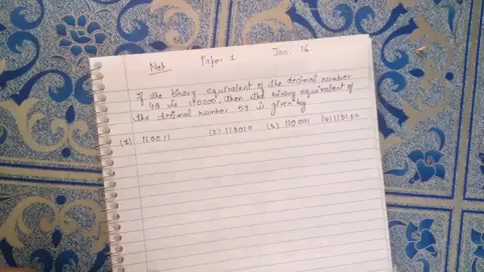 Net Paper 1 Jan. 16.
If the binary equivalent of the decimal number
48 is 110000, then the binary equivalent of
the decimal number 51 is given by
(1) 110011 (2) 110010 (3) 110001 (4) 110100